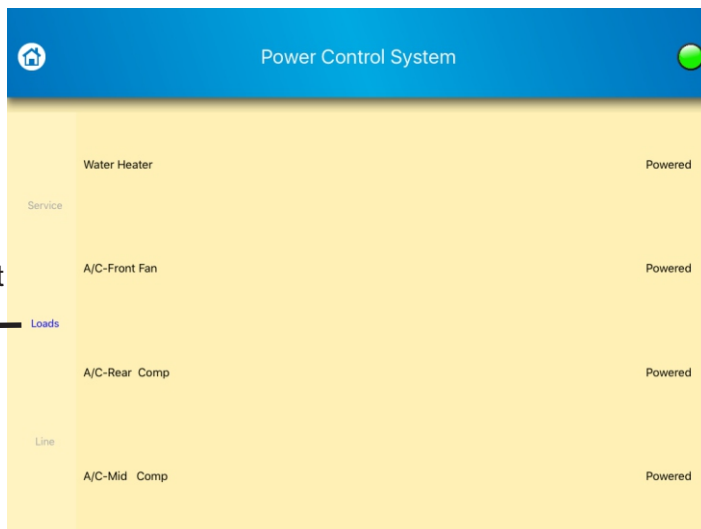 Power Control System
Water Heater Powered
Service
A/C-Front Fan Powered
Loads
A/C-Rear Comp Powered
Line
A/C-Mid Comp Powered